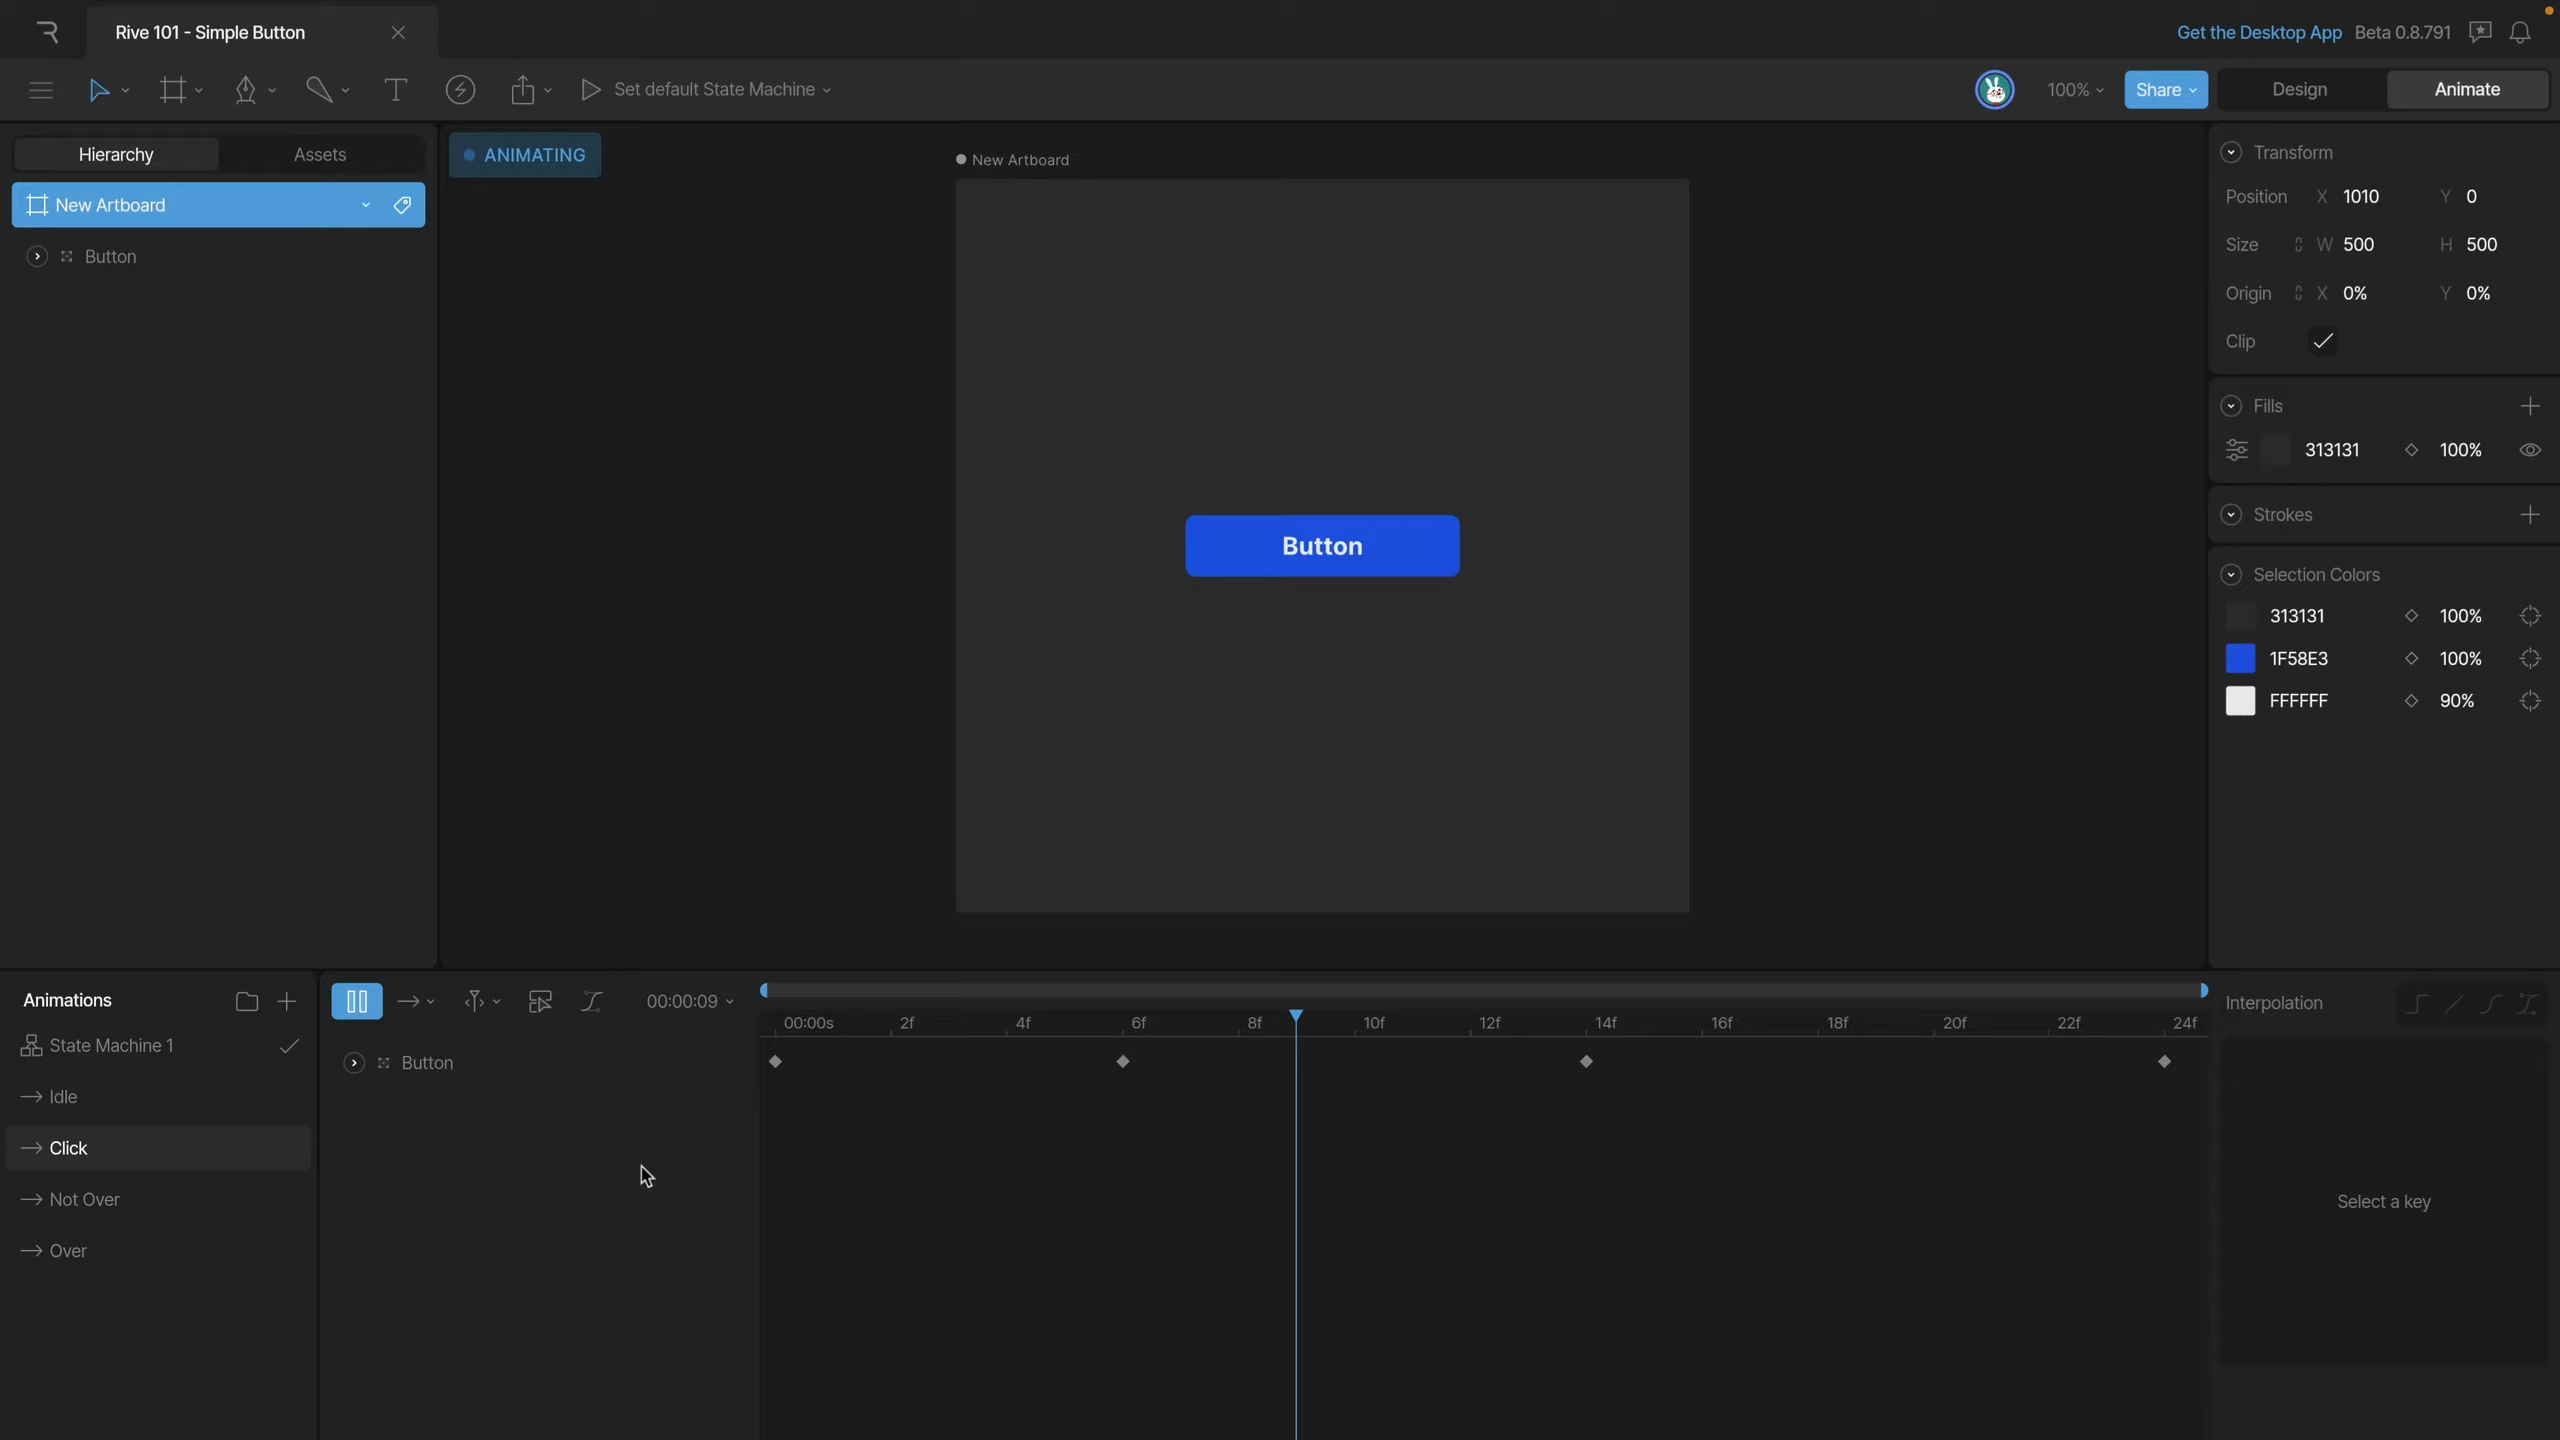 Rive 101 - Simple Button
Get the Desktop App Beta 0.8.791
Set default State Machine
100% Share Design Animate
Hierarchy Assets
ANIMATING
New Artboard
Button
New Artboard
Button
Transform
Position X 1010 Y 0
Size W 500 H 500
Origin X 0% Y 0%
Clip
Fills
313131 100%
Strokes
Selection Colors
313131 100%
1F58E3 100%
FFFFFF 90%
Animations
State Machine 1
Idle
Click
Not Over
Over
00:00:09
00:00s 2f 4f 6f 8f 10f 12f 14f 16f 18f 20f 22f 24f
Button
Interpolation
Select a key